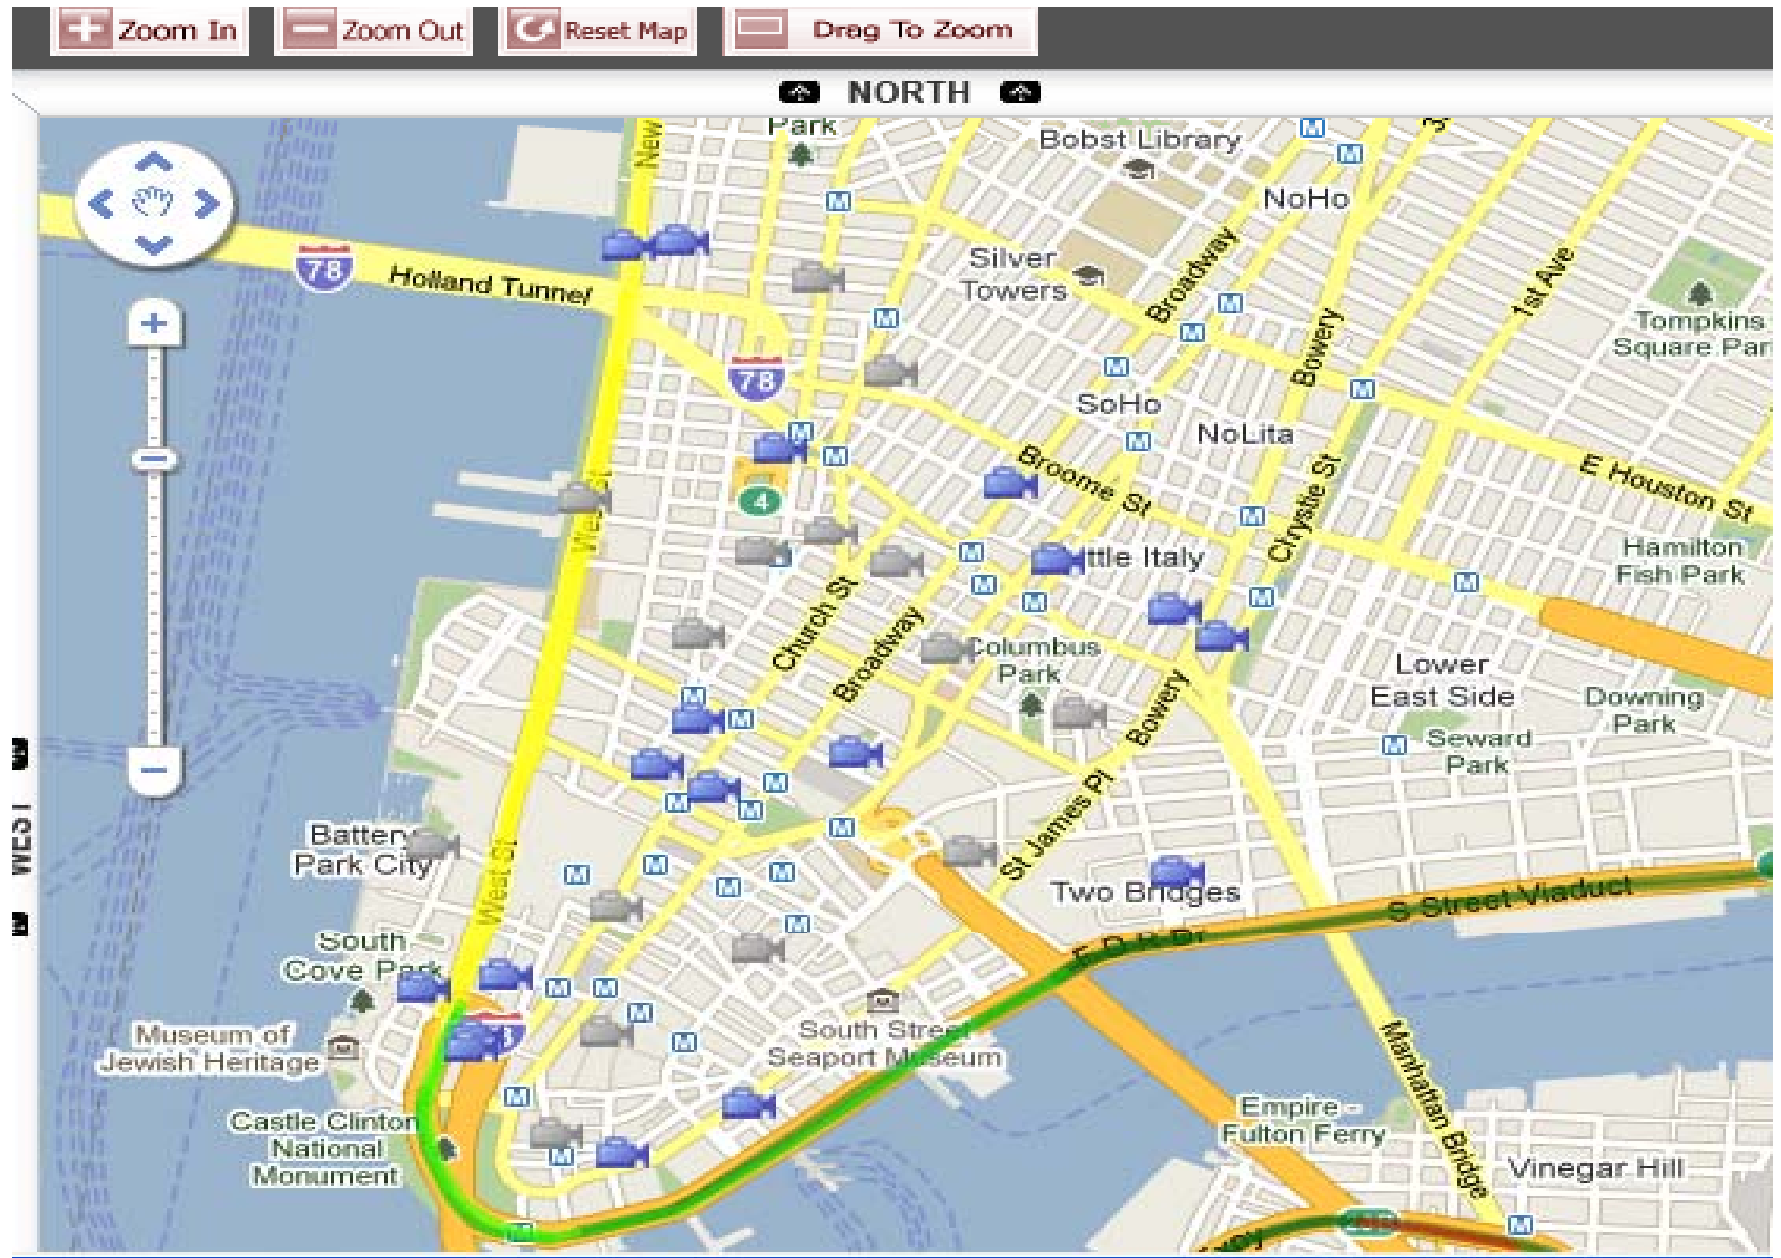 Zoom In
Zoom Out
Reset Map
Drag To Zoom
NORTH
Park
Bobst Library
New
NoHo
Silver
Towers
Broadway
1st Ave
78
Holland Tunnel
Tompkins
Square Par
Bowery
78
SoHo
NoLita
Broome St
Chrystie St
E Houston St
4
ttle Italy
Hamilton
Fish Park
Church St
Broadway
Columbus
Park
Bowery
Lower
East Side
Downing
Park
Seward
Park
WEST
St James Pl
Battery
Park City
West St
Two Bridges
S Street Viaduct
F D R Dr
South
Cove Park
Museum of
Jewish Heritage
South Street
Seaport Museum
Manhattan Bridge
Castle Clinton
National
Monument
Empire -
Fulton Ferry
Vinegar Hill